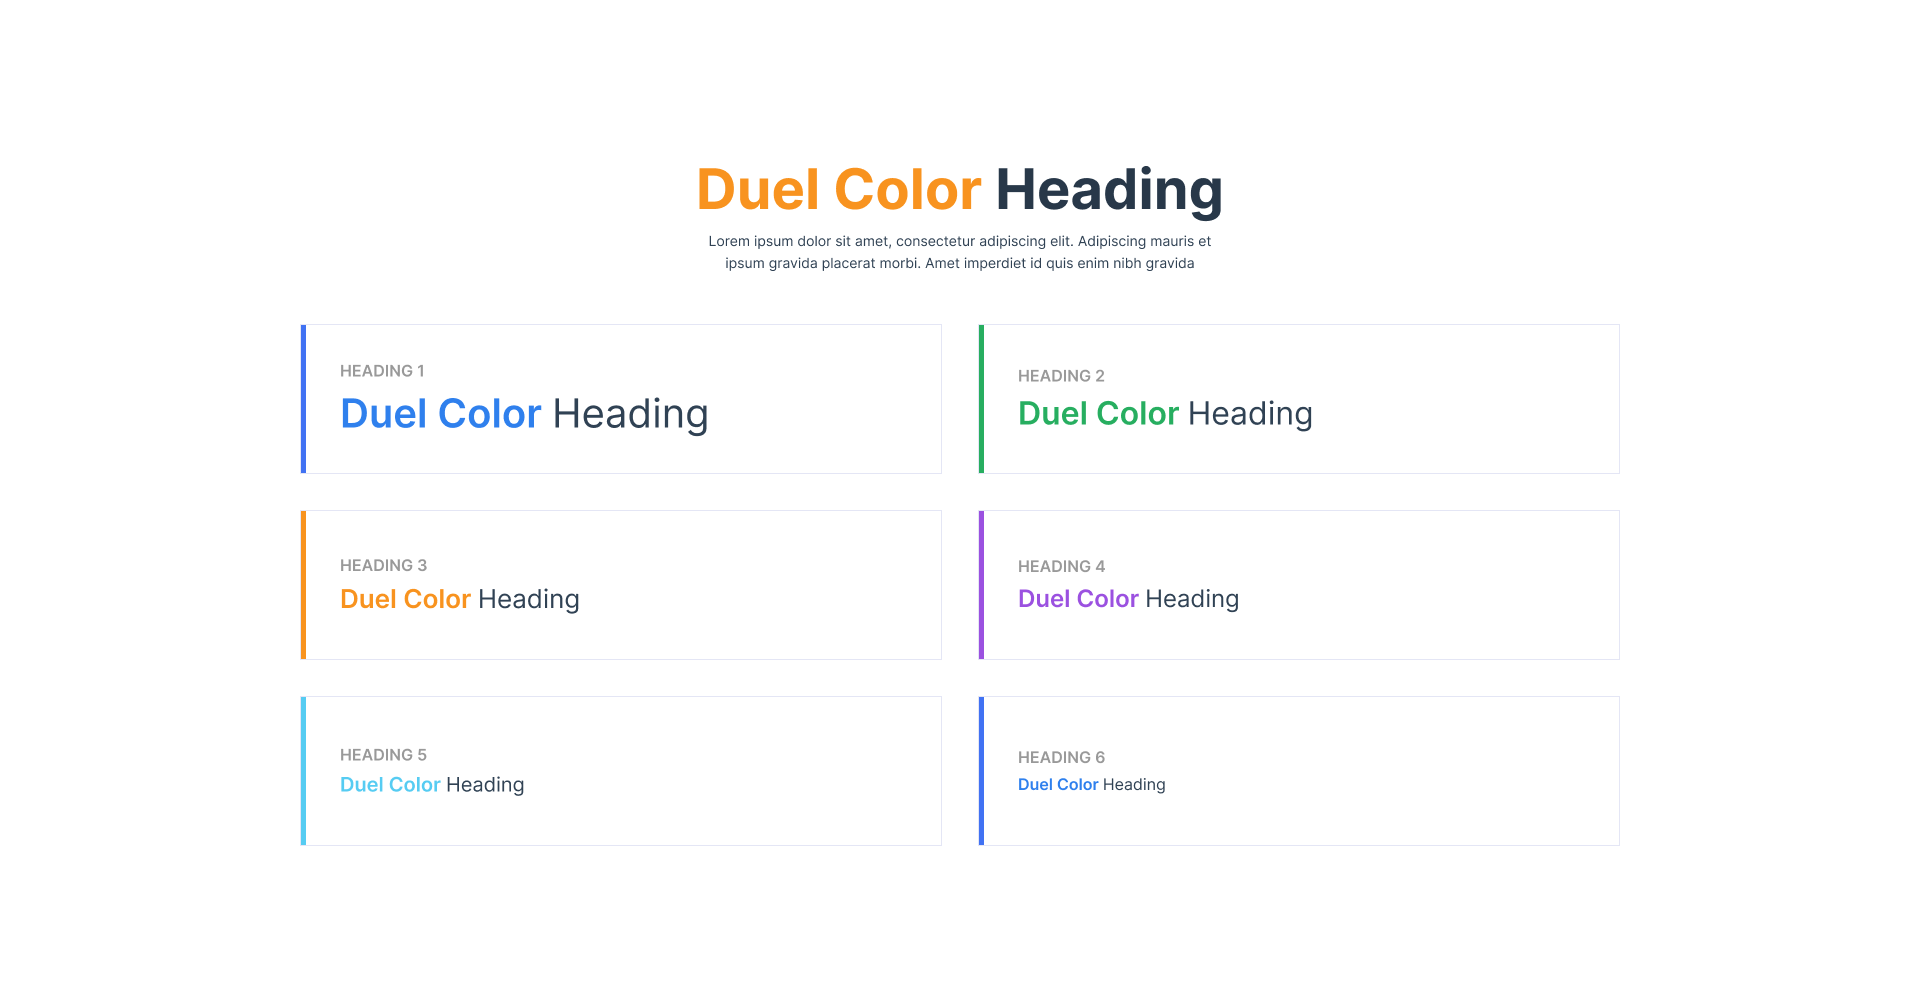 Duel Color Heading
Lorem ipsum dolor sit amet, consectetur adipiscing elit. Adipiscing mauris et
ipsum gravida placerat morbi. Amet imperdiet id quis enim nibh gravida
HEADING 1
Duel Color Heading
HEADING 2
Duel Color Heading
HEADING 3
Duel Color Heading
HEADING 4
Duel Color Heading
HEADING 5
Duel Color Heading
HEADING 6
Duel Color Heading